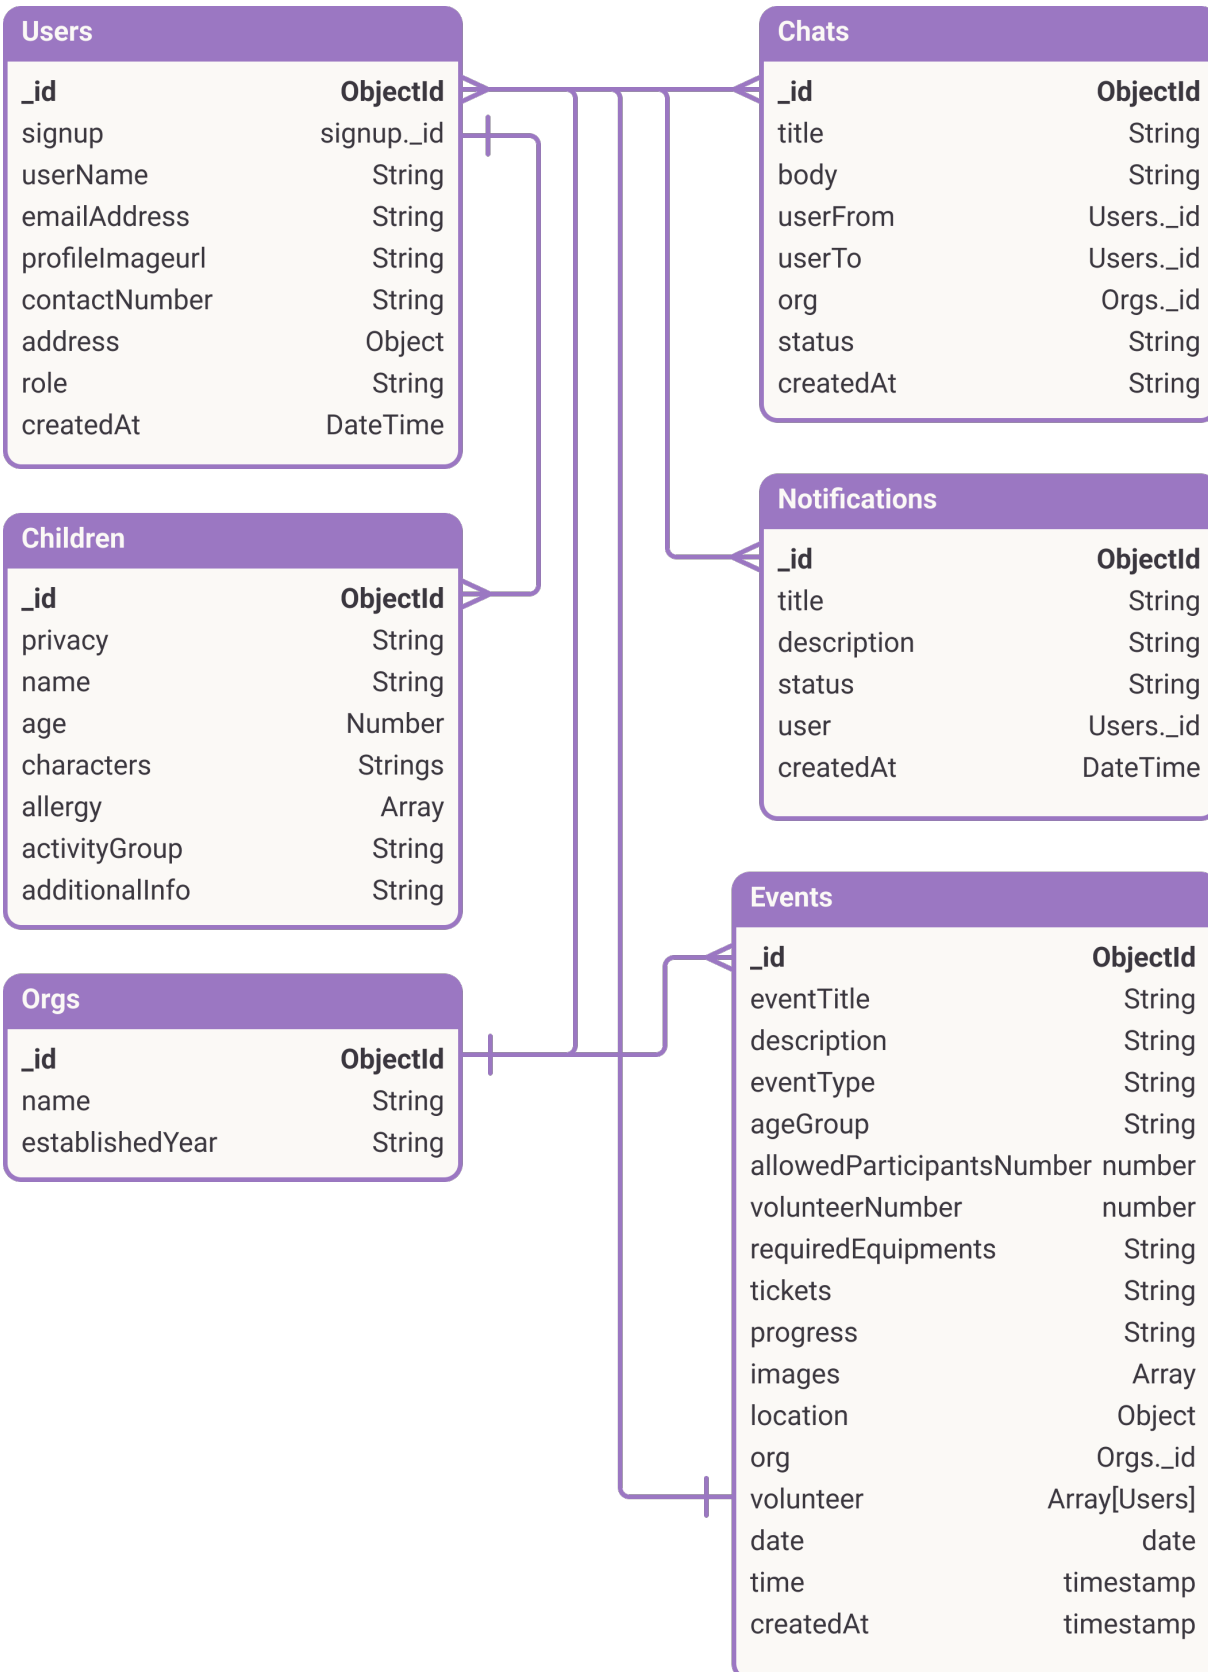 Users
_id ObjectId
signup signup._id
userName String
emailAddress String
profileImageurl String
contactNumber String
address Object
role String
createdAt DateTime
Children
_id ObjectId
privacy String
name String
age Number
characters Strings
allergy Array
activityGroup String
additionalInfo String
Orgs
_id ObjectId
name String
establishedYear String
Chats
_id ObjectId
title String
body String
userFrom Users._id
userTo Users._id
org Orgs._id
status String
createdAt String
Notifications
_id ObjectId
title String
description String
status String
user Users._id
createdAt DateTime
Events
_id ObjectId
eventTitle String
description String
eventType String
ageGroup String
allowedParticipantsNumber number
volunteerNumber number
requiredEquipments String
tickets String
progress String
images Array
location Object
org Orgs._id
volunteer Array[Users]
date date
time timestamp
createdAt timestamp